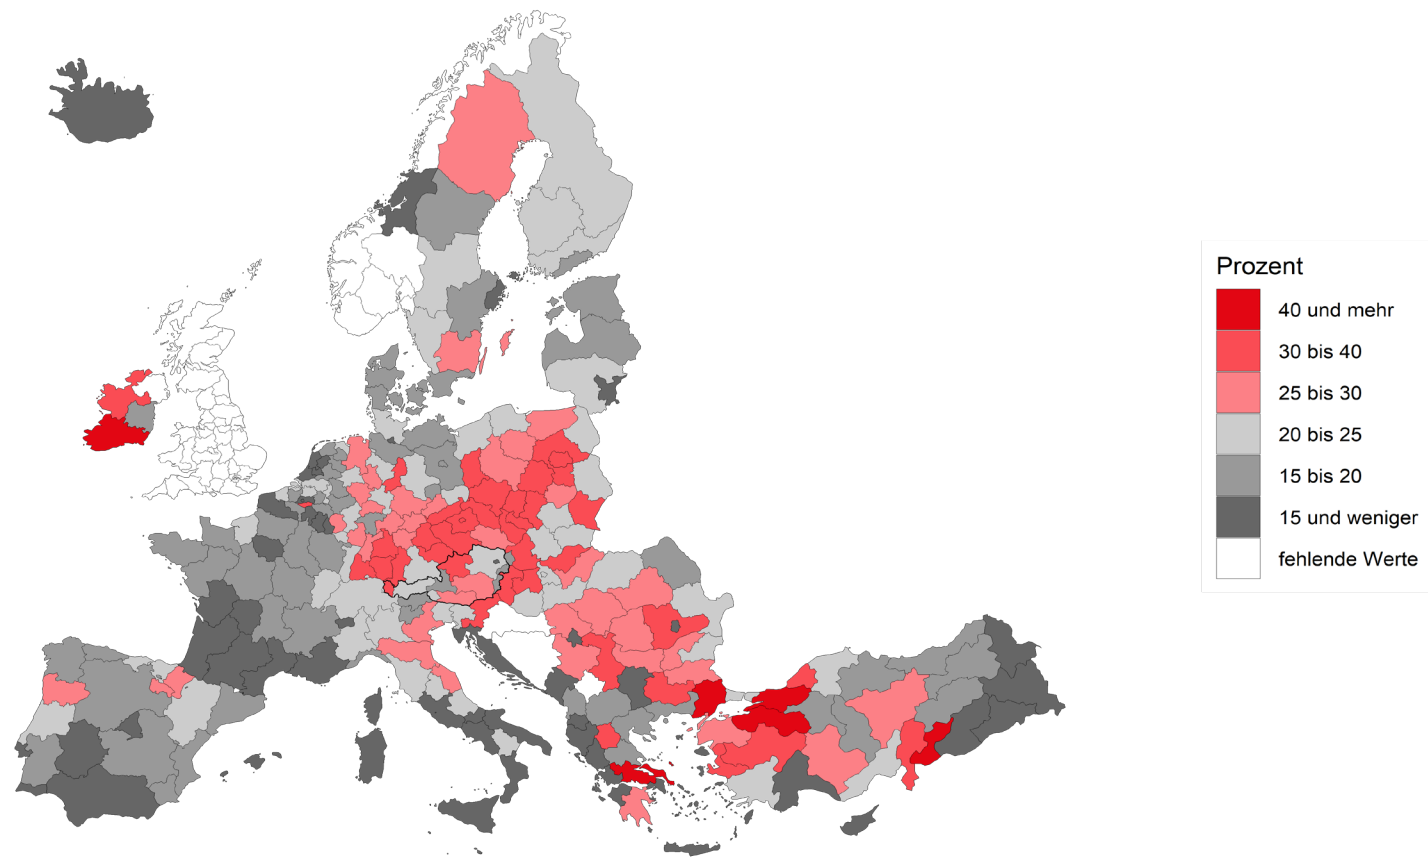 Prozent
40 und mehr
30 bis 40
25 bis 30
20 bis 25
15 bis 20
15 und weniger
fehlende Werte